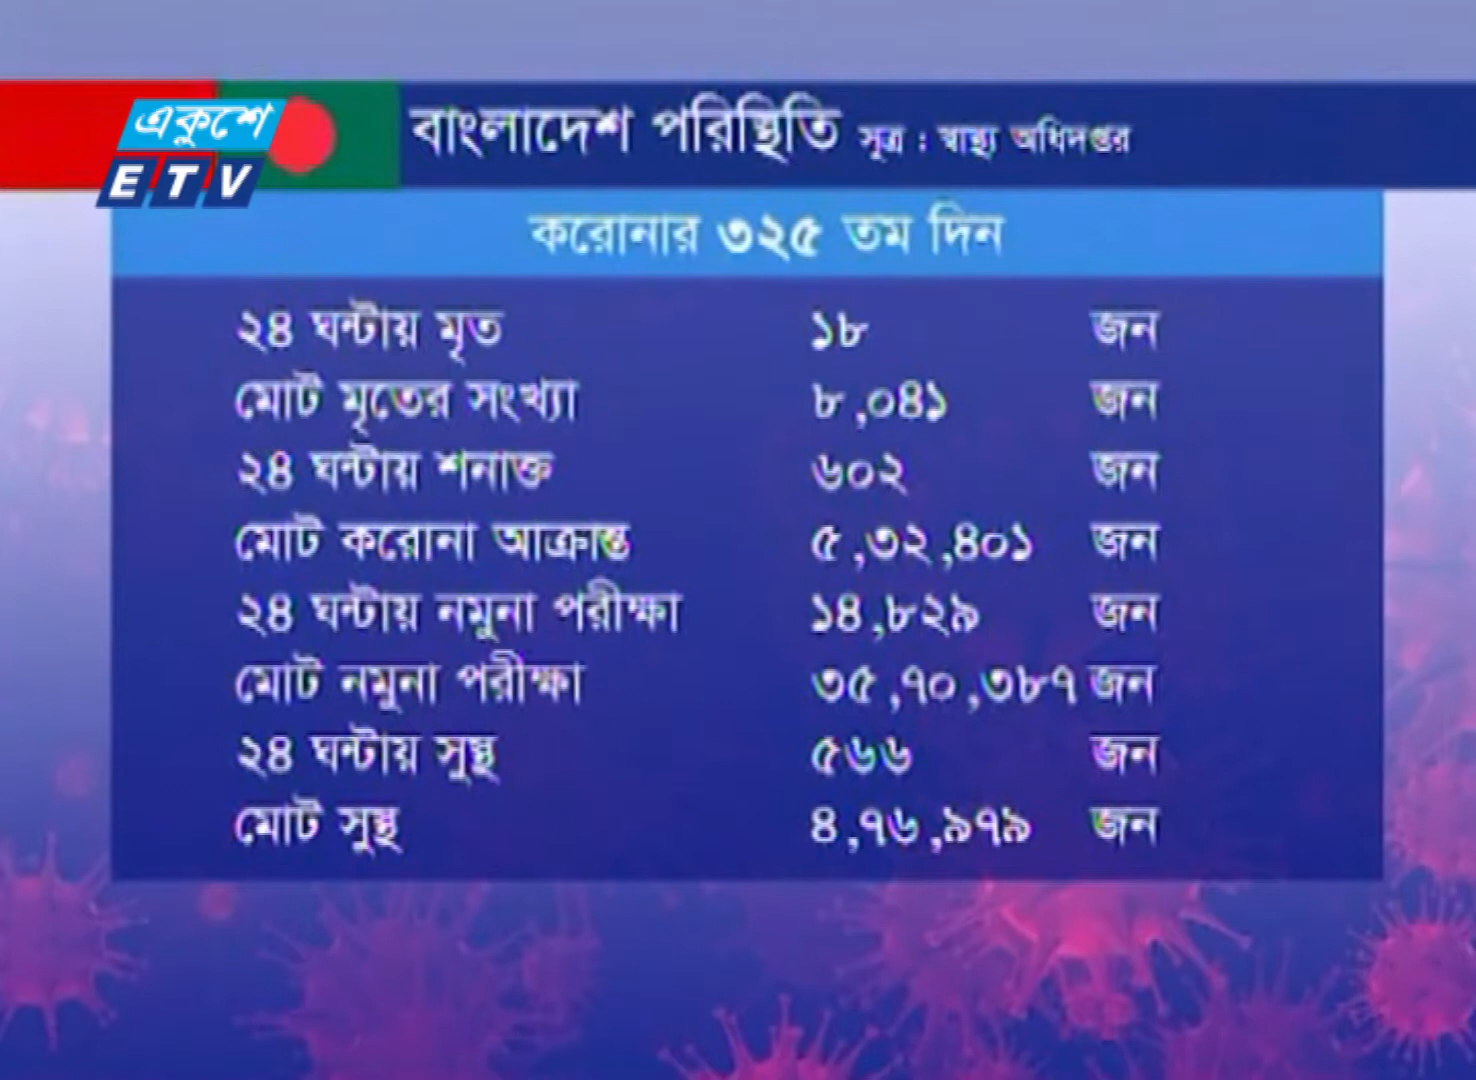 একুশে
ETV
বাংলাদেশ পরিস্থিতি সূত্র : স্বাস্থ্য অধিদপ্তর
করোনার ৩২৫ তম দিন
২৪ ঘন্টায় মৃত ১৮ জন
মোট মৃতের সংখ্যা ৮,০৪১ জন
২৪ ঘন্টায় শনাক্ত ৬০২ জন
মোট করোনা আক্রান্ত ৫,৩২,৪০১ জন
২৪ ঘন্টায় নমুনা পরীক্ষা ১৪,৮২৯ জন
মোট নমুনা পরীক্ষা ৩৫,৭০,৩৮৭ জন
২৪ ঘন্টায় সুস্থ ৫৬৬ জন
মোট সুস্থ ৪,৭৬,৯৭৯ জন